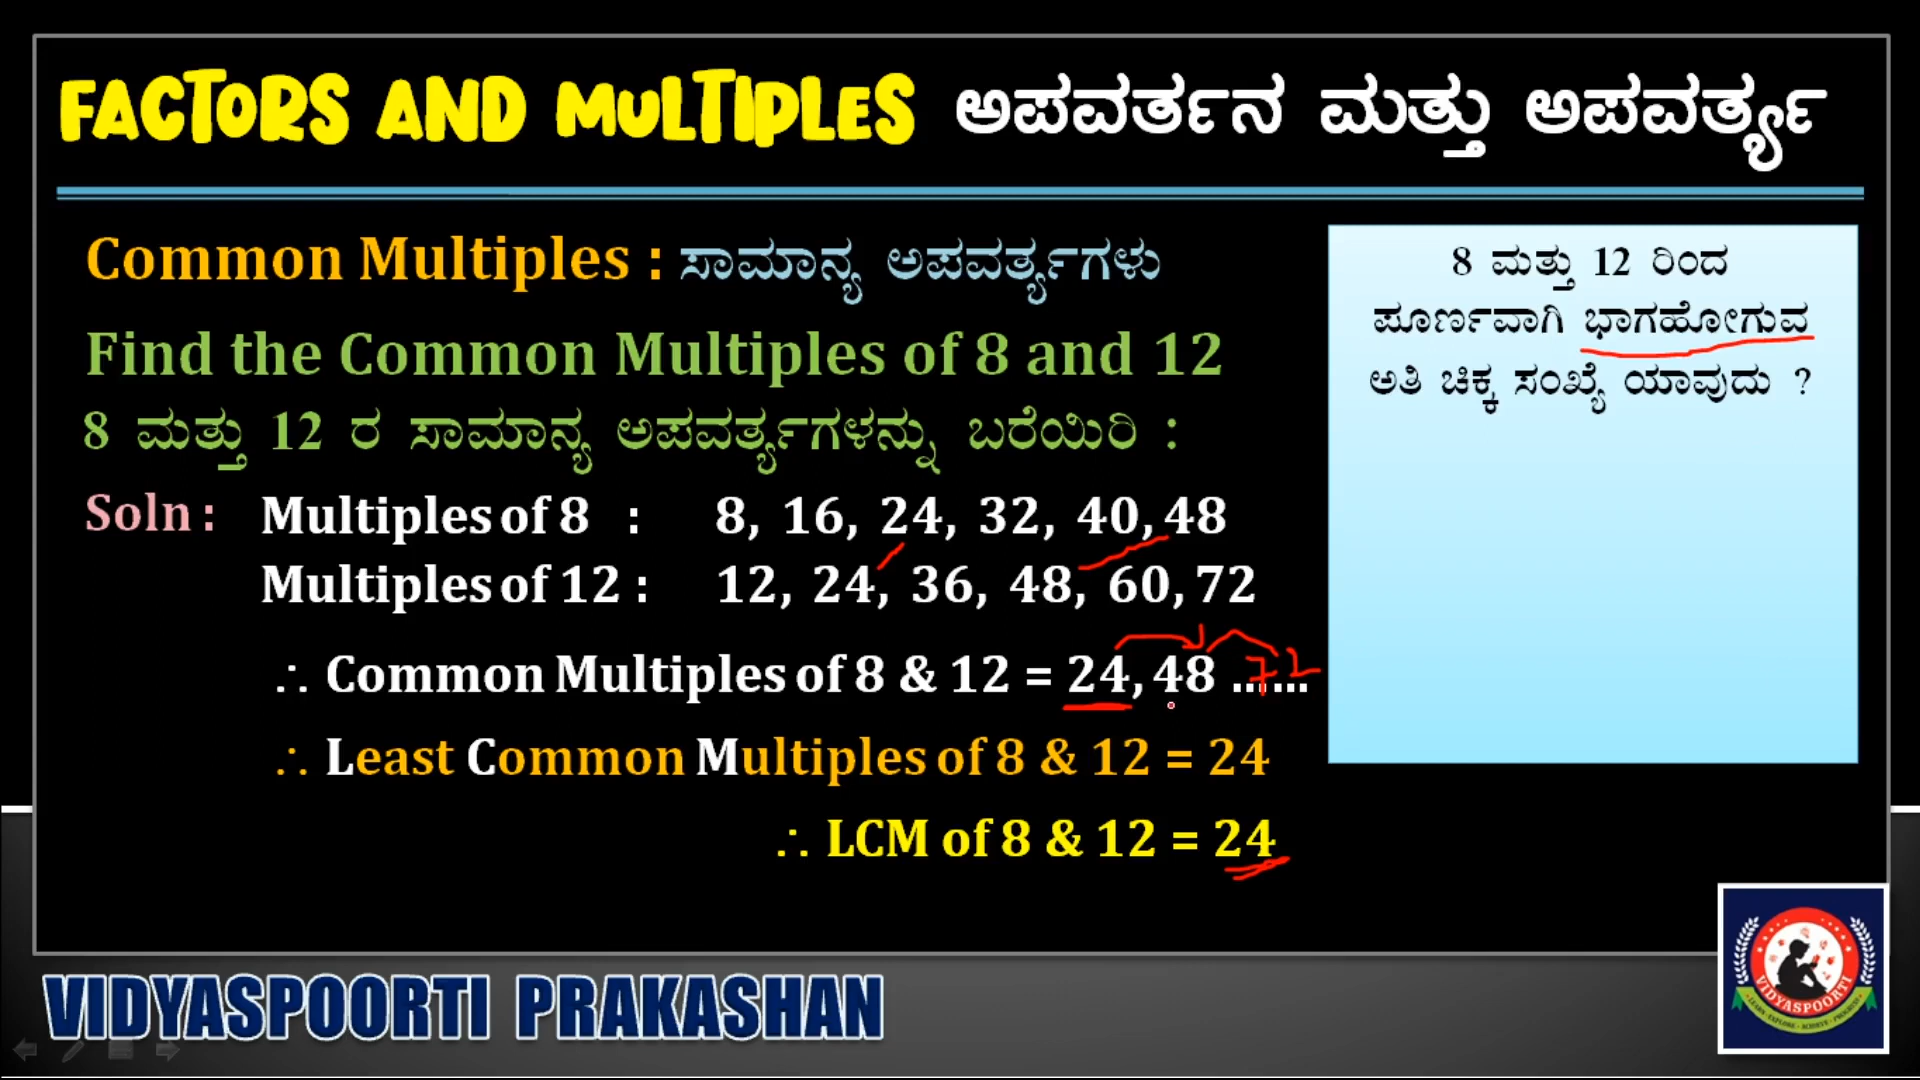 FACTORS AND MULTIPLES ಅಪವರ್ತನ ಮತ್ತು ಅಪವರ್ತ್ಯ
Common Multiples : ಸಾಮಾನ್ಯ ಅಪವರ್ತ್ಯಗಳು
Find the Common Multiples of 8 and 12
8 ಮತ್ತು 12 ರ ಸಾಮಾನ್ಯ ಅಪವರ್ತ್ಯಗಳನ್ನು ಬರೆಯಿರಿ :
Soln : Multiples of 8 : 8, 16, 24, 32, 40, 48
Multiples of 12 : 12, 24, 36, 48, 60, 72
∴ Common Multiples of 8 & 12 = 24, 48 ...... 72
∴ Least Common Multiples of 8 & 12 = 24
∴ LCM of 8 & 12 = 24
8 ಮತ್ತು 12 ರಿಂದ
ಪೂರ್ಣವಾಗಿ ಭಾಗಹೋಗುವ
ಅತಿ ಚಿಕ್ಕ ಸಂಖ್ಯೆ ಯಾವುದು ?
VIDYASPOORTI PRAKASHAN
VIDYASPOORTI